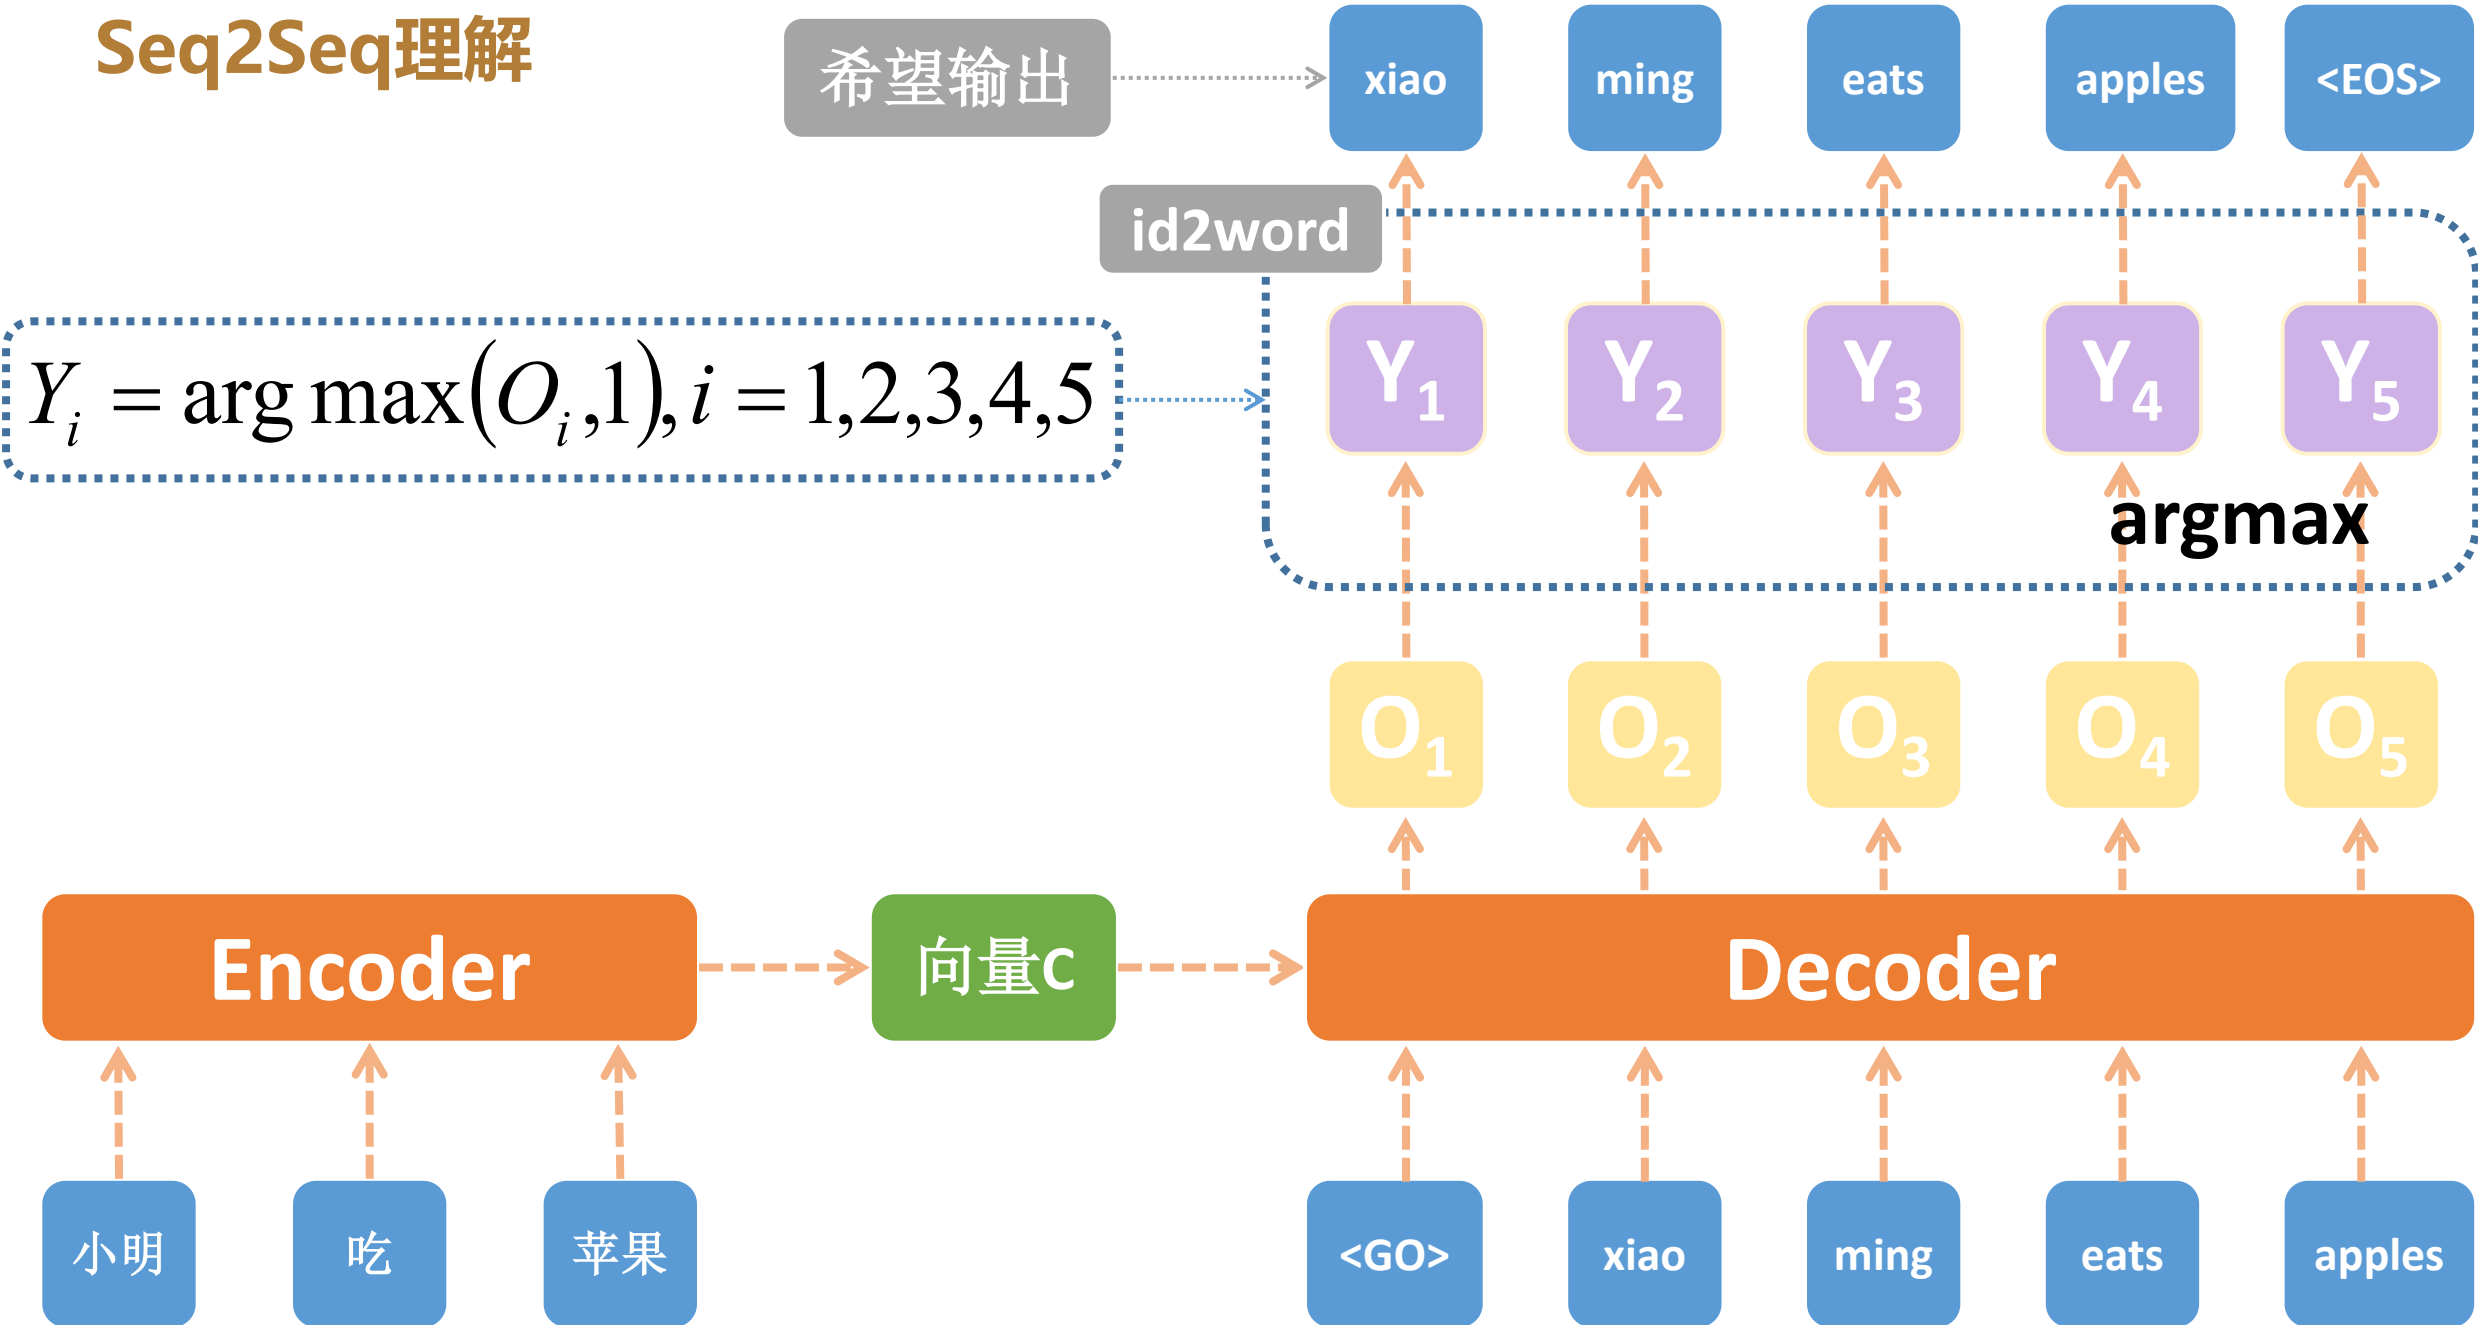 Seq2Seq理解
希望输出
xiao
ming
eats
apples
<EOS>
id2word
Y_i = arg max(O_i,1), i = 1,2,3,4,5
Y1
Y2
Y3
Y4
Y5
argmax
O1
O2
O3
O4
O5
Encoder
向量C
Decoder
小明
吃
苹果
<GO>
xiao
ming
eats
apples